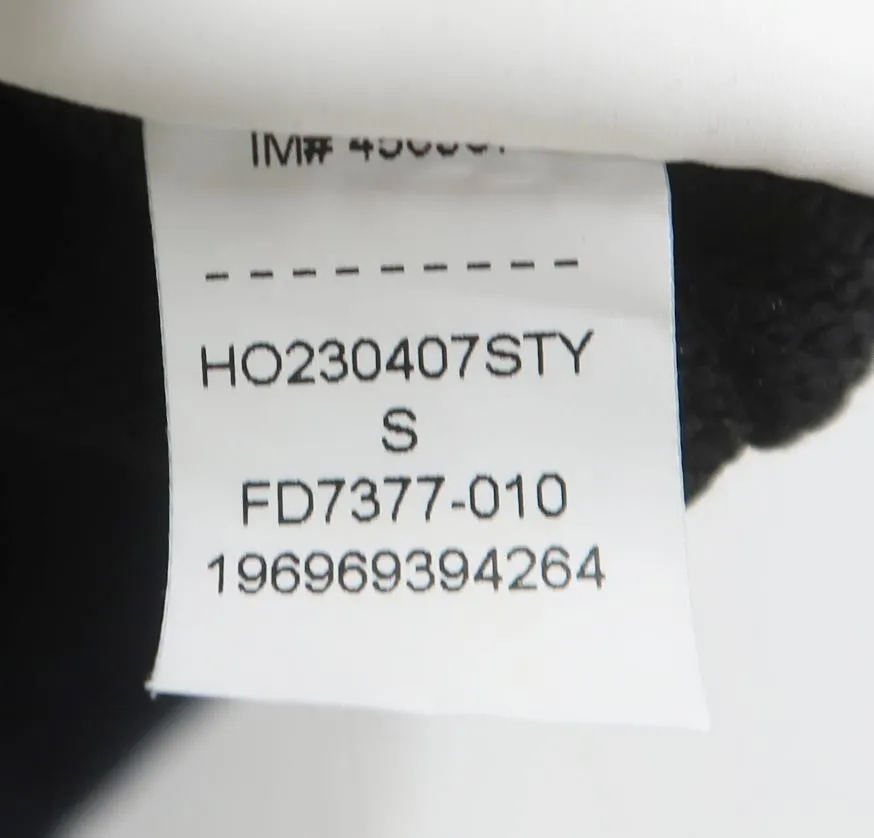 IM#
- - - - - - - - -
HO230407STY
S
FD7377-010
196969394264